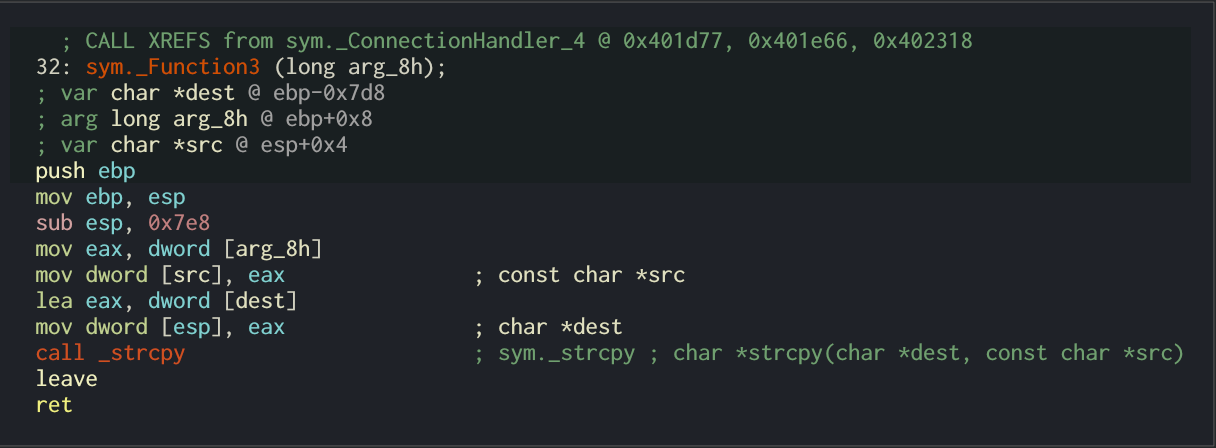 ; CALL XREFS from sym._ConnectionHandler_4 @ 0x401d77, 0x401e66, 0x402318
32: sym._Function3 (long arg_8h);
; var char *dest @ ebp-0x7d8
; arg long arg_8h @ ebp+0x8
; var char *src @ esp+0x4
push ebp
mov ebp, esp
sub esp, 0x7e8
mov eax, dword [arg_8h]
mov dword [src], eax ; const char *src
lea eax, dword [dest]
mov dword [esp], eax ; char *dest
call _strcpy ; sym._strcpy ; char *strcpy(char *dest, const char *src)
leave
ret